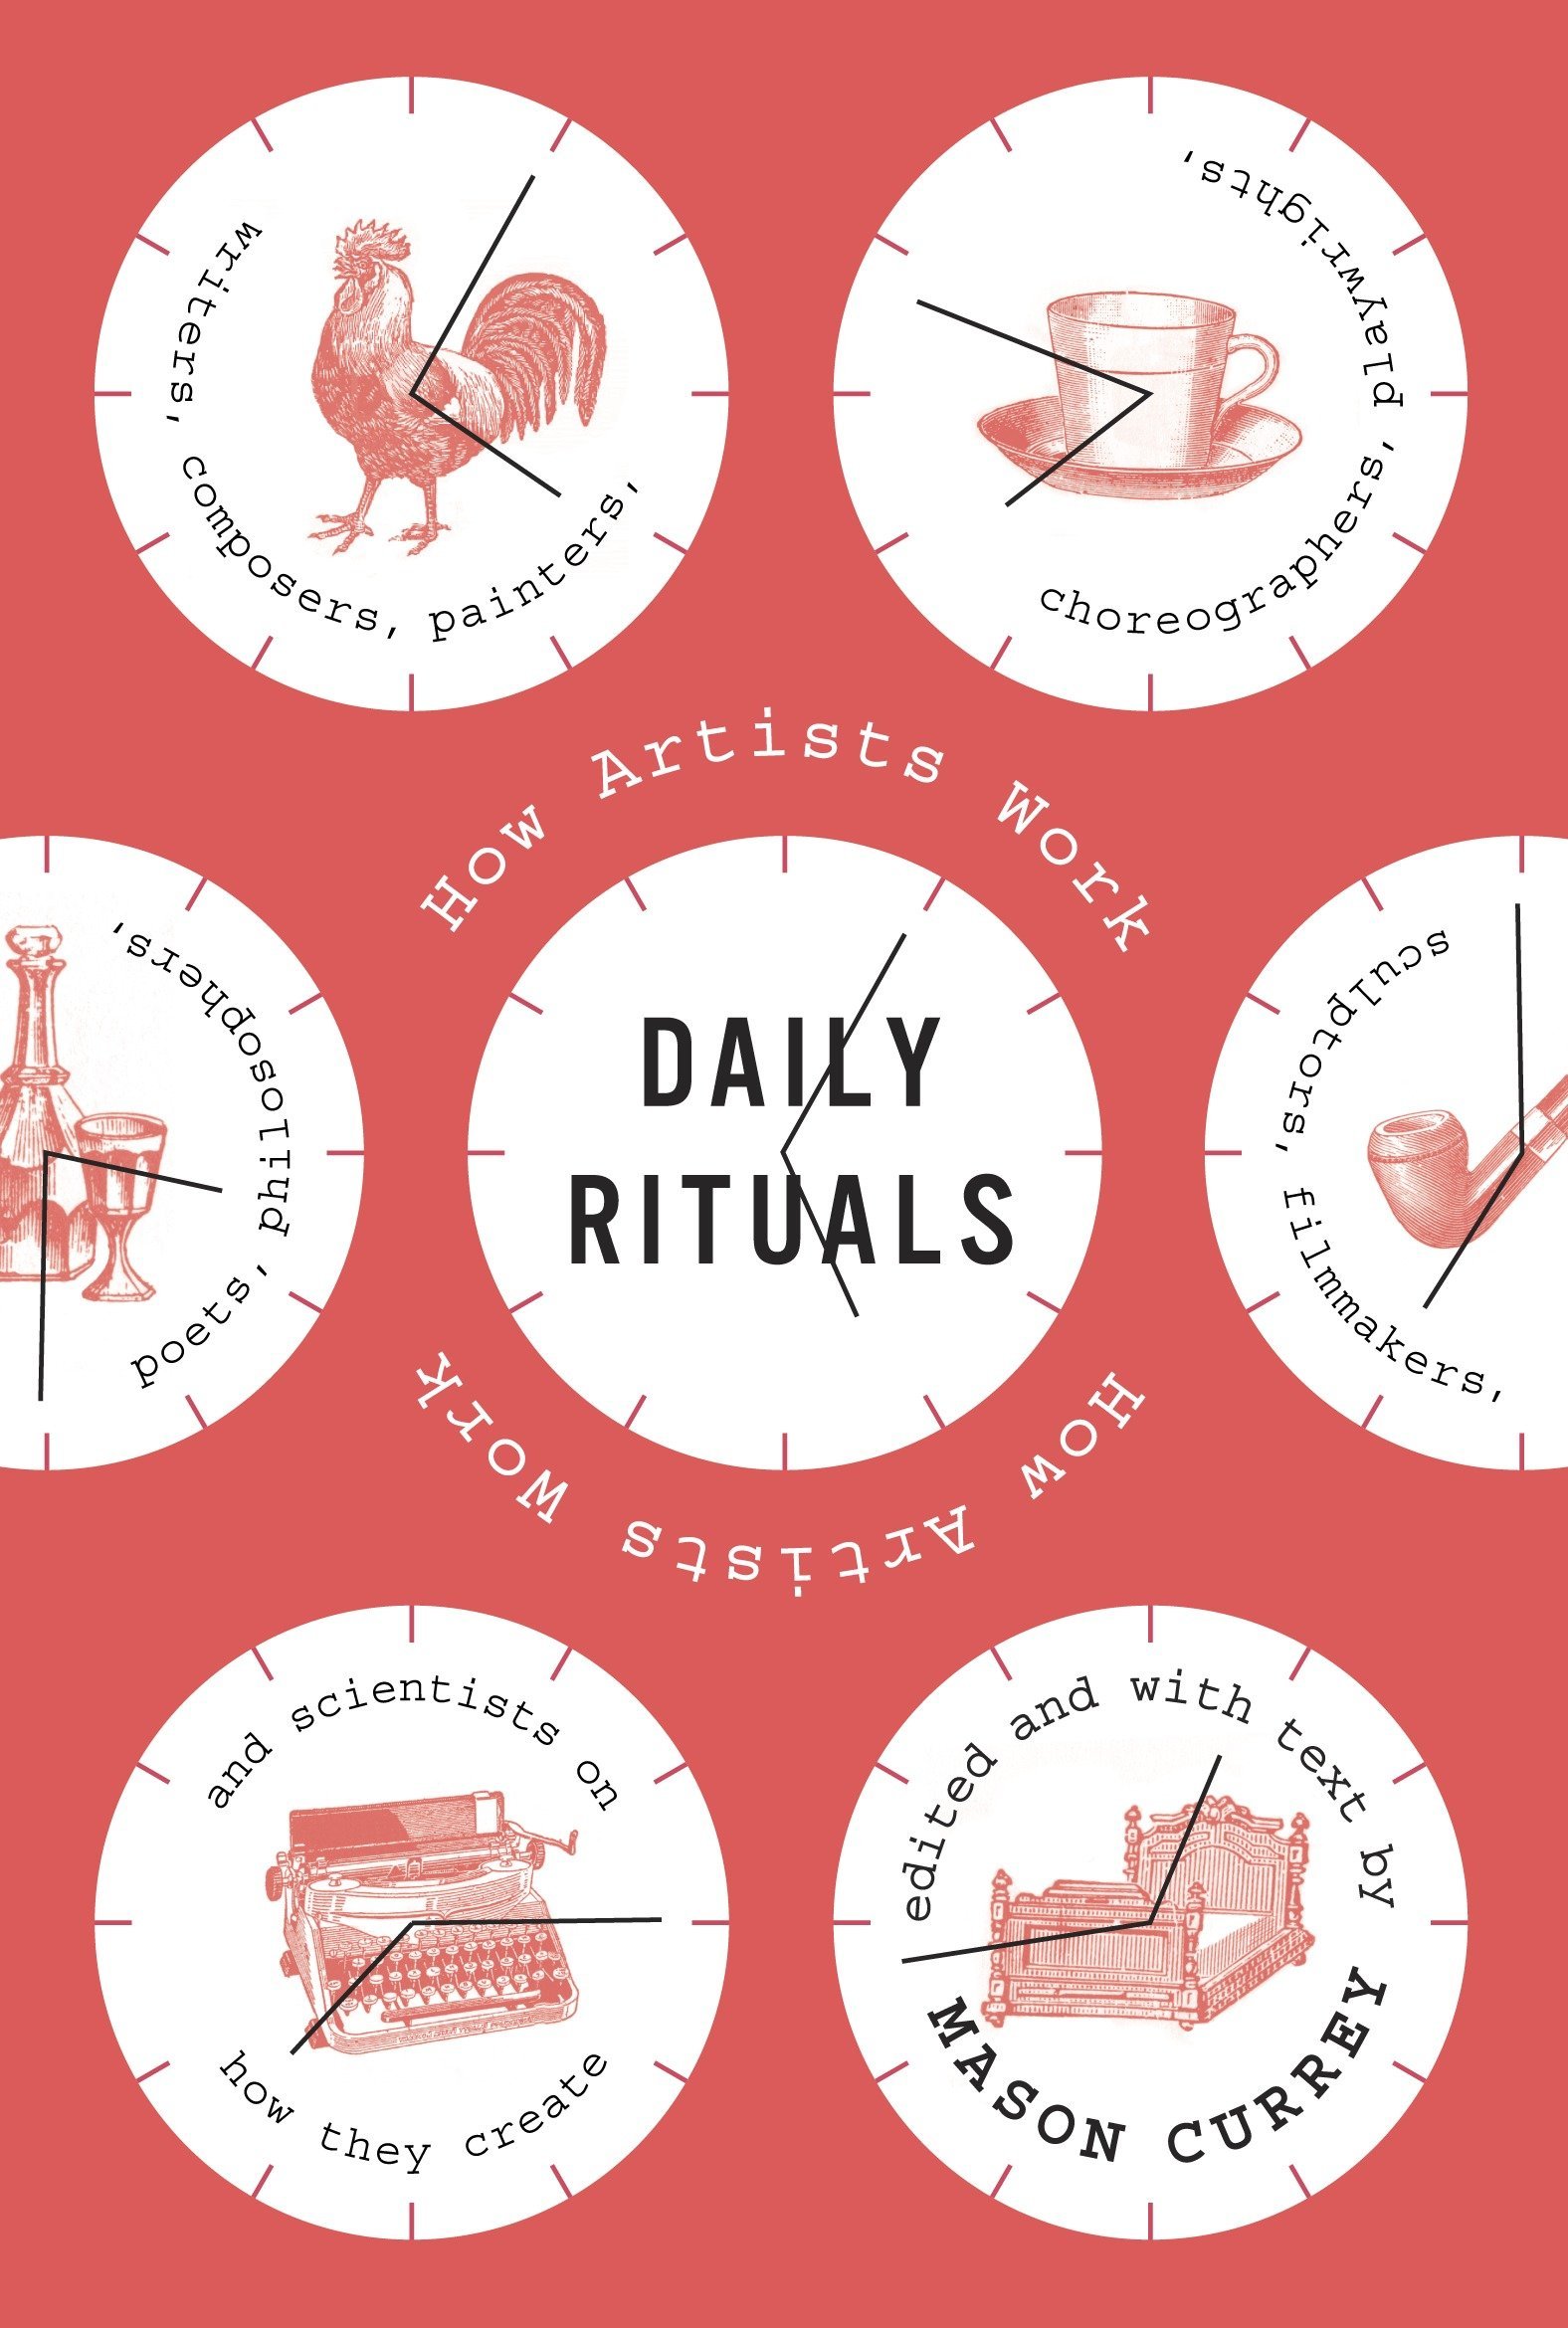 writers, composers, painters,
choreographers, playwrights,
How Artists Work
poets, philosophers,
DAILY
RITUALS
sculptors, filmmakers,
How Artists Work
and scientists on
how they create
edited and with text by
MASON CURREY